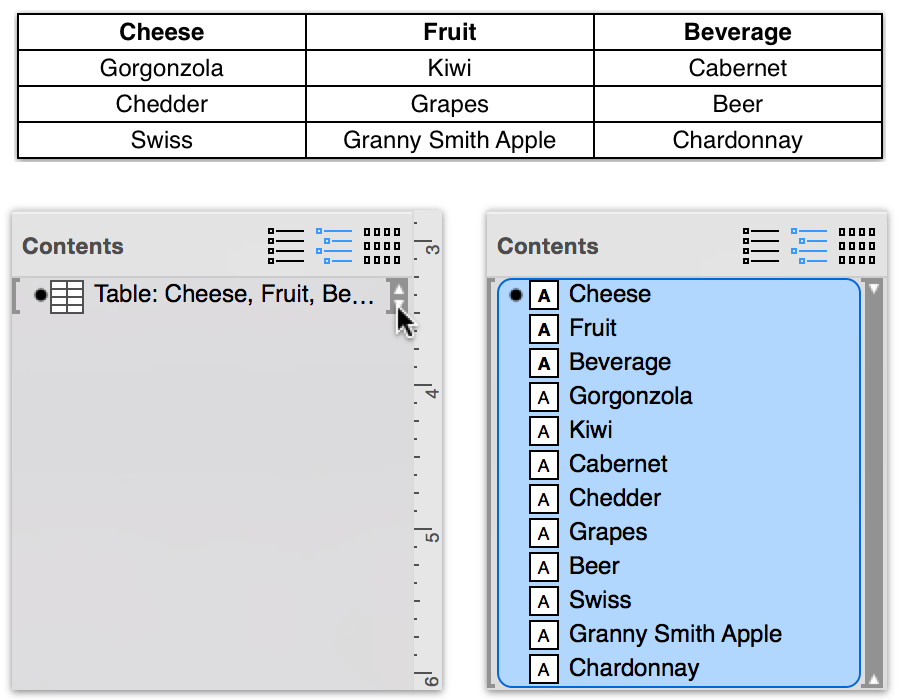 Cheese Fruit Beverage
Gorgonzola Kiwi Cabernet
Chedder Grapes Beer
Swiss Granny Smith Apple Chardonnay
Contents
3
Table: Cheese, Fruit, Be...
4
5
6
Contents
A Cheese
A Fruit
A Beverage
A Gorgonzola
A Kiwi
A Cabernet
A Chedder
A Grapes
A Beer
A Swiss
A Granny Smith Apple
A Chardonnay